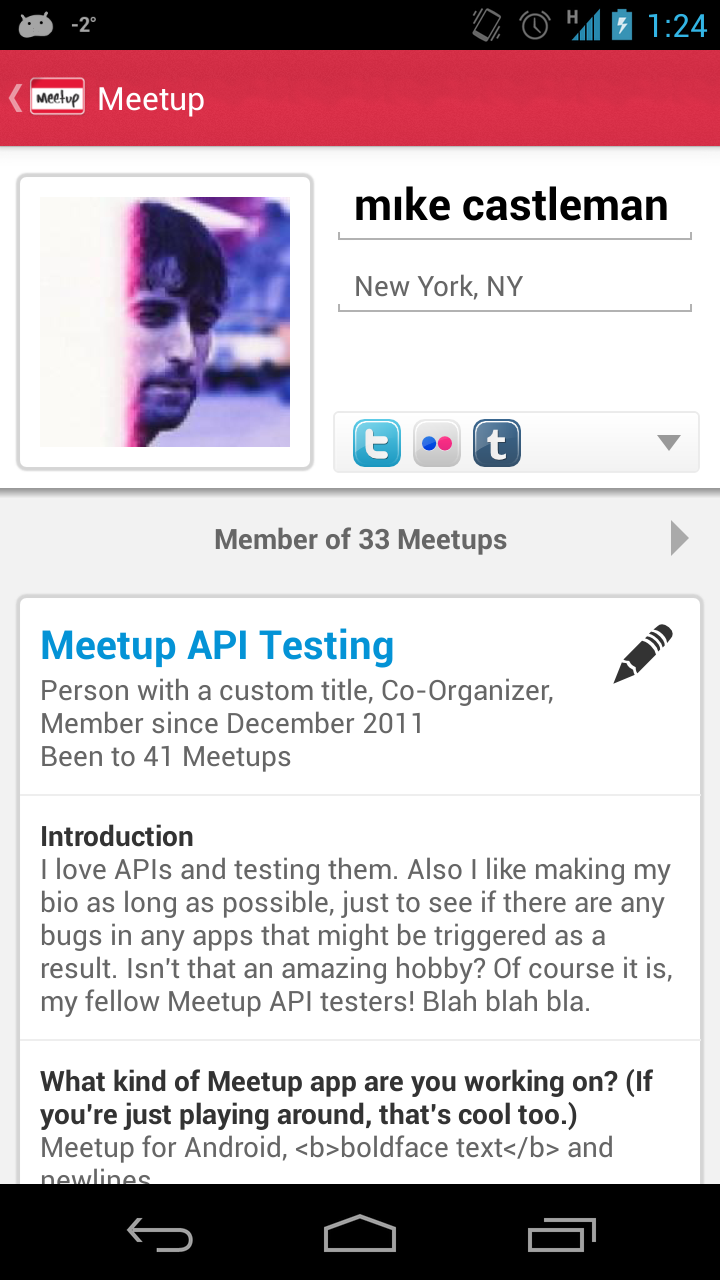 -2°
H
1:24
Meetup
Meetup
mıke castleman
New York, NY
t
t
Member of 33 Meetups
Meetup API Testing
Person with a custom title, Co-Organizer,
Member since December 2011
Been to 41 Meetups
Introduction
I love APIs and testing them. Also I like making my
bio as long as possible, just to see if there are any
bugs in any apps that might be triggered as a
result. Isn't that an amazing hobby? Of course it is,
my fellow Meetup API testers! Blah blah bla.
What kind of Meetup app are you working on? (If
you're just playing around, that's cool too.)
Meetup for Android, <b>boldface text</b> and
newlines